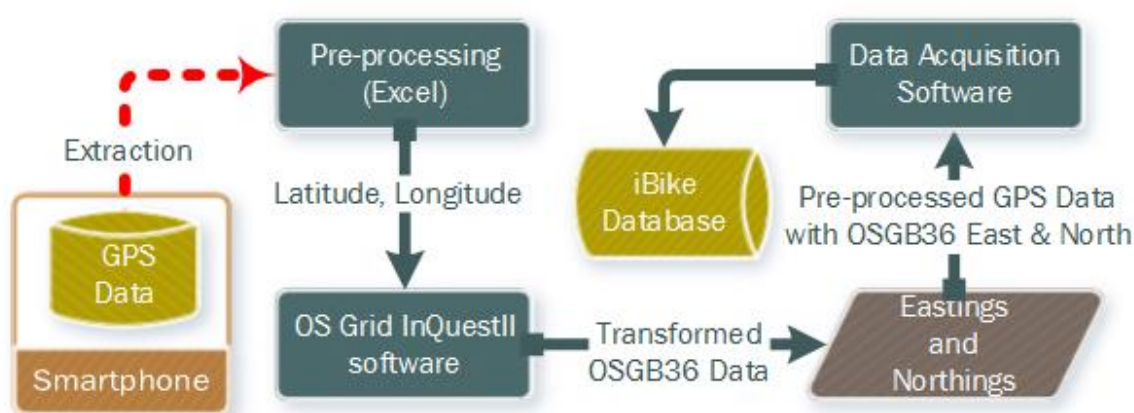 GPS
Data
Smartphone
Extraction
Pre-processing
(Excel)
Latitude, Longitude
OS Grid InQuestII
software
Transformed
OSGB36 Data
Eastings
and
Northings
Pre-processed GPS Data
with OSGB36 East & North
Data Acquisition
Software
iBike
Database